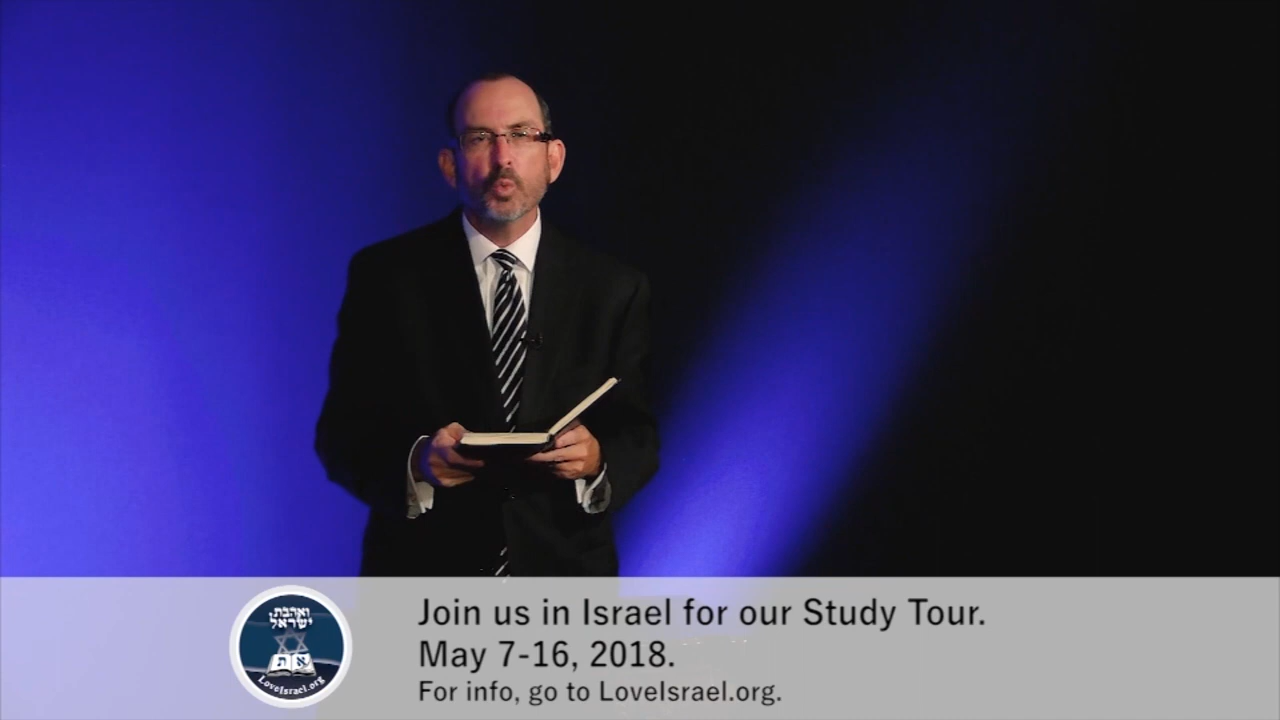 ואהבת
ישראל
את
LoveIsrael.org
Join us in Israel for our Study Tour.
May 7-16, 2018.
For info, go to LoveIsrael.org.